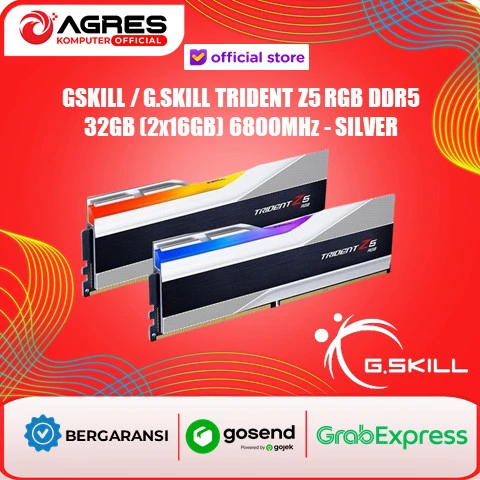 AGRES
KOMPUTER OFFICIAL
official store
GSKILL / G.SKILL TRIDENT Z5 RGB DDR5
32GB (2x16GB) 6800MHz - SILVER
TRIDENT Z5
RGB
TRIDENT Z5
RGB
G.SKILL
BERGARANSI
gosend
Powered by gojek
GrabExpress